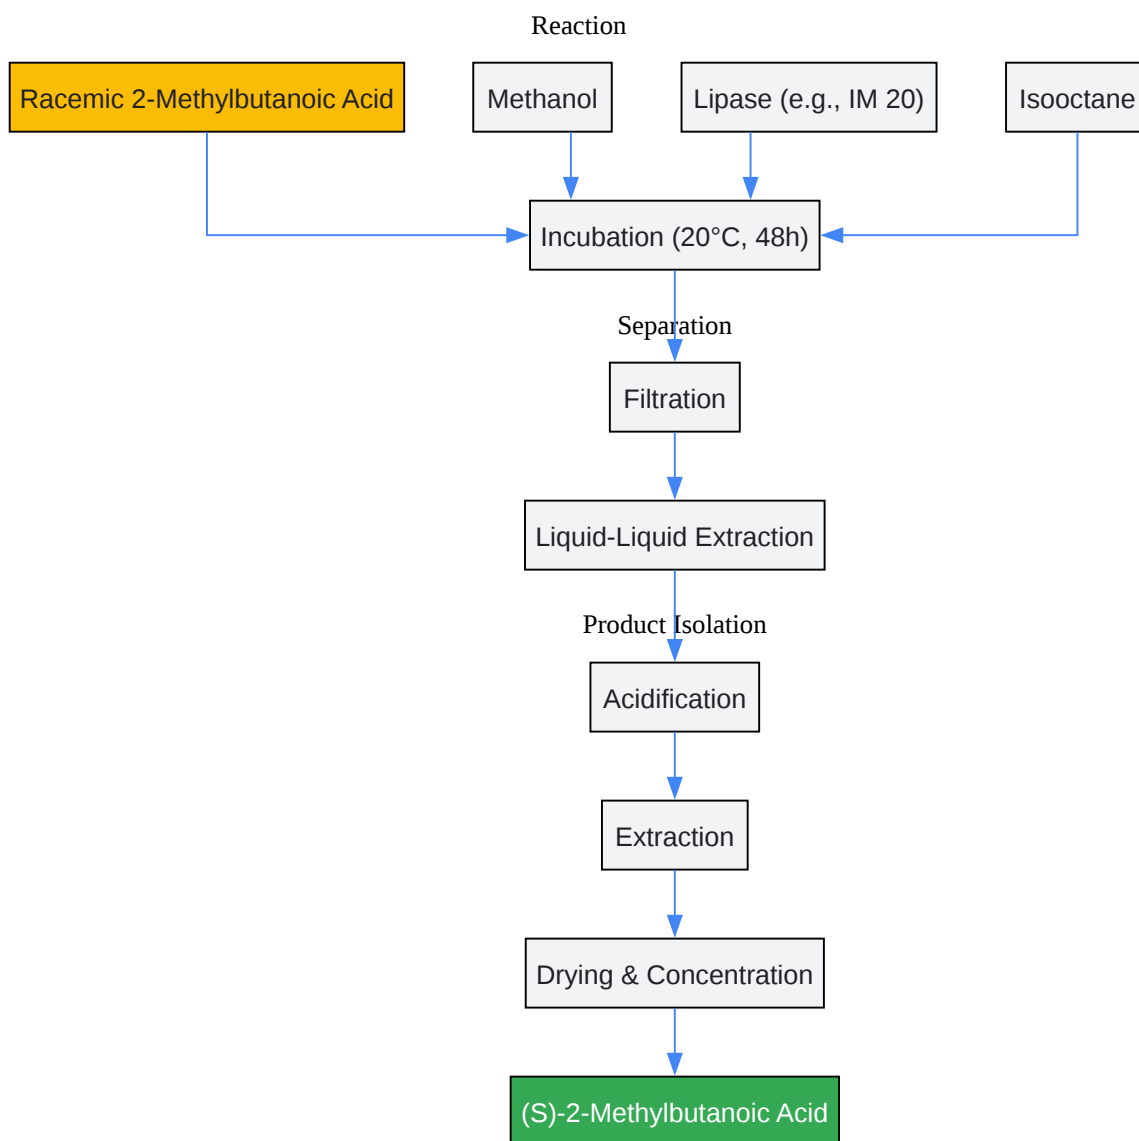 Reaction
Racemic 2-Methylbutanoic Acid
Methanol
Lipase (e.g., IM 20)
Isooctane
Incubation (20°C, 48h)
Separation
Filtration
Liquid-Liquid Extraction
Product Isolation
Acidification
Extraction
Drying & Concentration
(S)-2-Methylbutanoic Acid